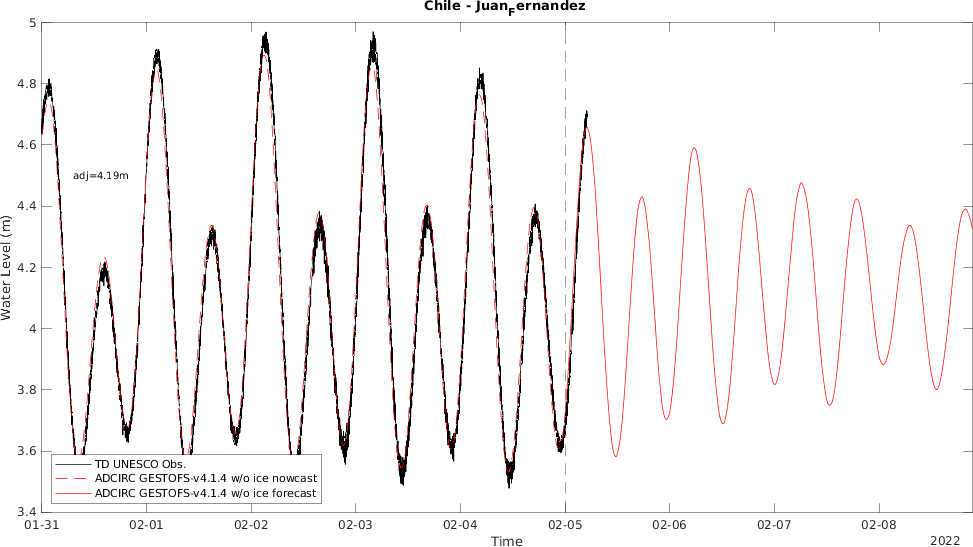 Chile - Juan_Fernandez
5
4.8
4.6
4.4
4.2
4
3.8
3.6
3.4
Water Level (m)
adj=4.19m
TD UNESCO Obs.
ADCIRC GESTOFS-v4.1.4 w/o ice nowcast
ADCIRC GESTOFS-v4.1.4 w/o ice forecast
01-31 02-01 02-02 02-03 02-04 02-05 02-06 02-07 02-08
Time
2022